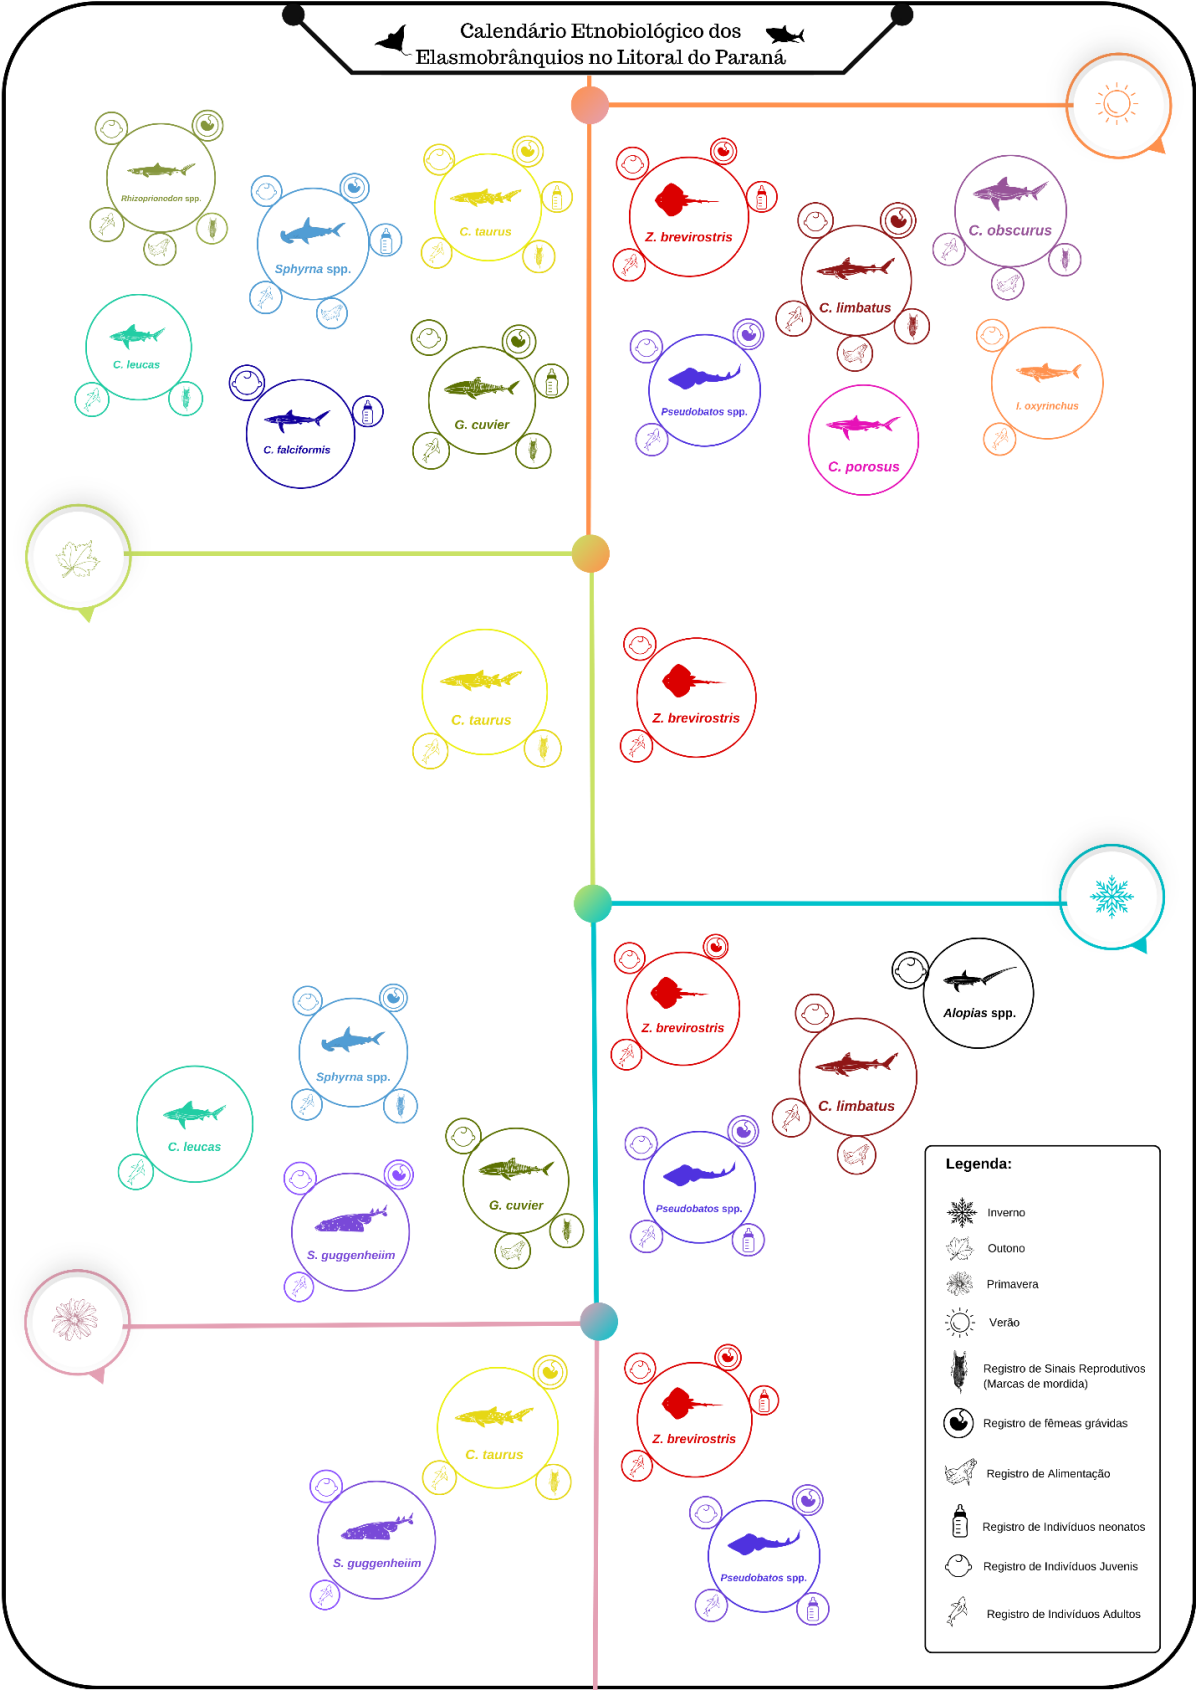 Calendário Etnobiológico dos
Elasmobrânquios no Litoral do Paraná
Rhizoprionodon spp.
Sphyrna spp.
C. taurus
Z. brevirostris
C. obscurus
C. limbatus
C. leucas
C. falciformis
G. cuvier
Pseudobatos spp.
C. porosus
I. oxyrinchus
C. taurus
Z. brevirostris
Z. brevirostris
Alopias spp.
Sphyrna spp.
C. limbatus
C. leucas
G. cuvier
Pseudobatos spp.
S. guggenheiim
C. taurus
Z. brevirostris
S. guggenheiim
Pseudobatos spp.
Legenda:
Inverno
Outono
Primavera
Verão
Registro de Sinais Reprodutivos
(Marcas de mordida)
Registro de fêmeas grávidas
Registro de Alimentação
Registro de Indivíduos neonatos
Registro de Indivíduos Juvenis
Registro de Indivíduos Adultos